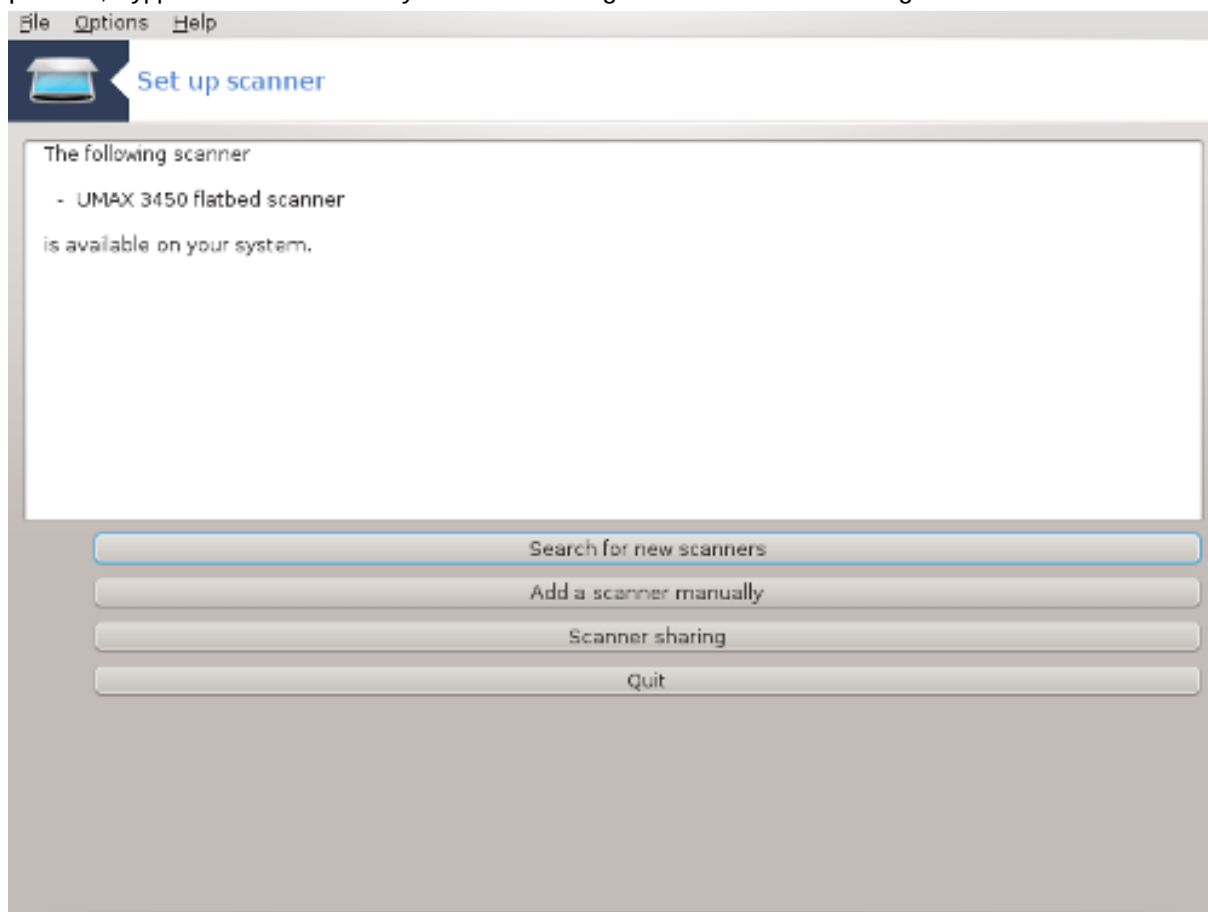 File Options Help
Set up scanner
The following scanner
- UMAX 3450 flatbed scanner
is available on your system.
Search for new scanners
Add a scanner manually
Scanner sharing
Quit